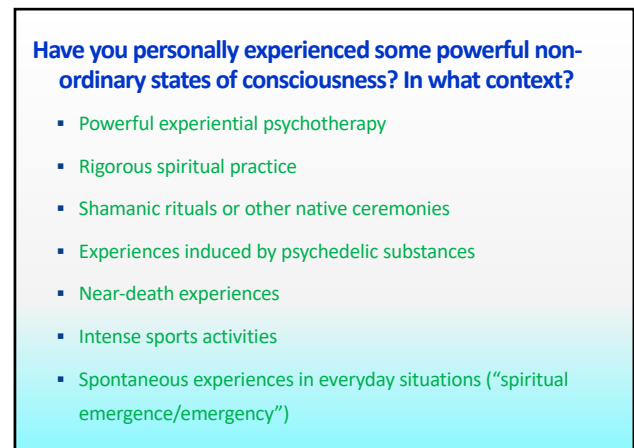 Have you personally experienced some powerful non-
ordinary states of consciousness? In what context?
▪ Powerful experiential psychotherapy
▪ Rigorous spiritual practice
▪ Shamanic rituals or other native ceremonies
▪ Experiences induced by psychedelic substances
▪ Near-death experiences
▪ Intense sports activities
▪ Spontaneous experiences in everyday situations (“spiritual
emergence/emergency”)